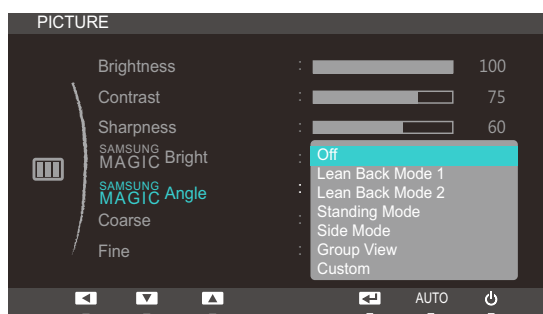 PICTURE
Brightness : 100
Contrast : 75
Sharpness : 60
SAMSUNG MAGIC Bright :
SAMSUNG MAGIC Angle :
Coarse :
Fine :
Off
Lean Back Mode 1
Lean Back Mode 2
Standing Mode
Side Mode
Group View
Custom
AUTO